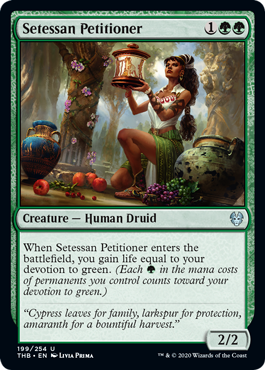 Setessan Petitioner 1
Creature — Human Druid
When Setessan Petitioner enters the
battlefield, you gain life equal to your
devotion to green. (Each in the mana costs
of permanents you control counts toward
your devotion to green.)
“Cypress leaves for family, larkspur for protection,
amaranth for a bountiful harvest.”
2/2
199/254 U
THB • EN LIVIA PRIMA
™ & © 2020 Wizards of the Coast